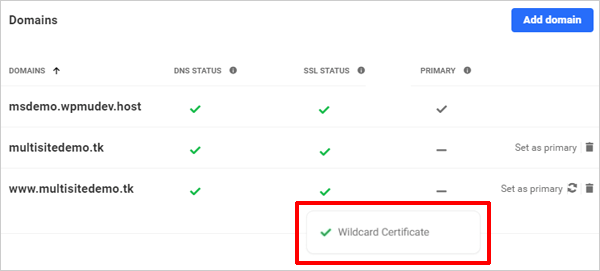 Domains
Add domain
DOMAINS DNS STATUS SSL STATUS PRIMARY
msdemo.wpmudev.host
multisitedemo.tk Set as primary
www.multisitedemo.tk Set as primary
Wildcard Certificate